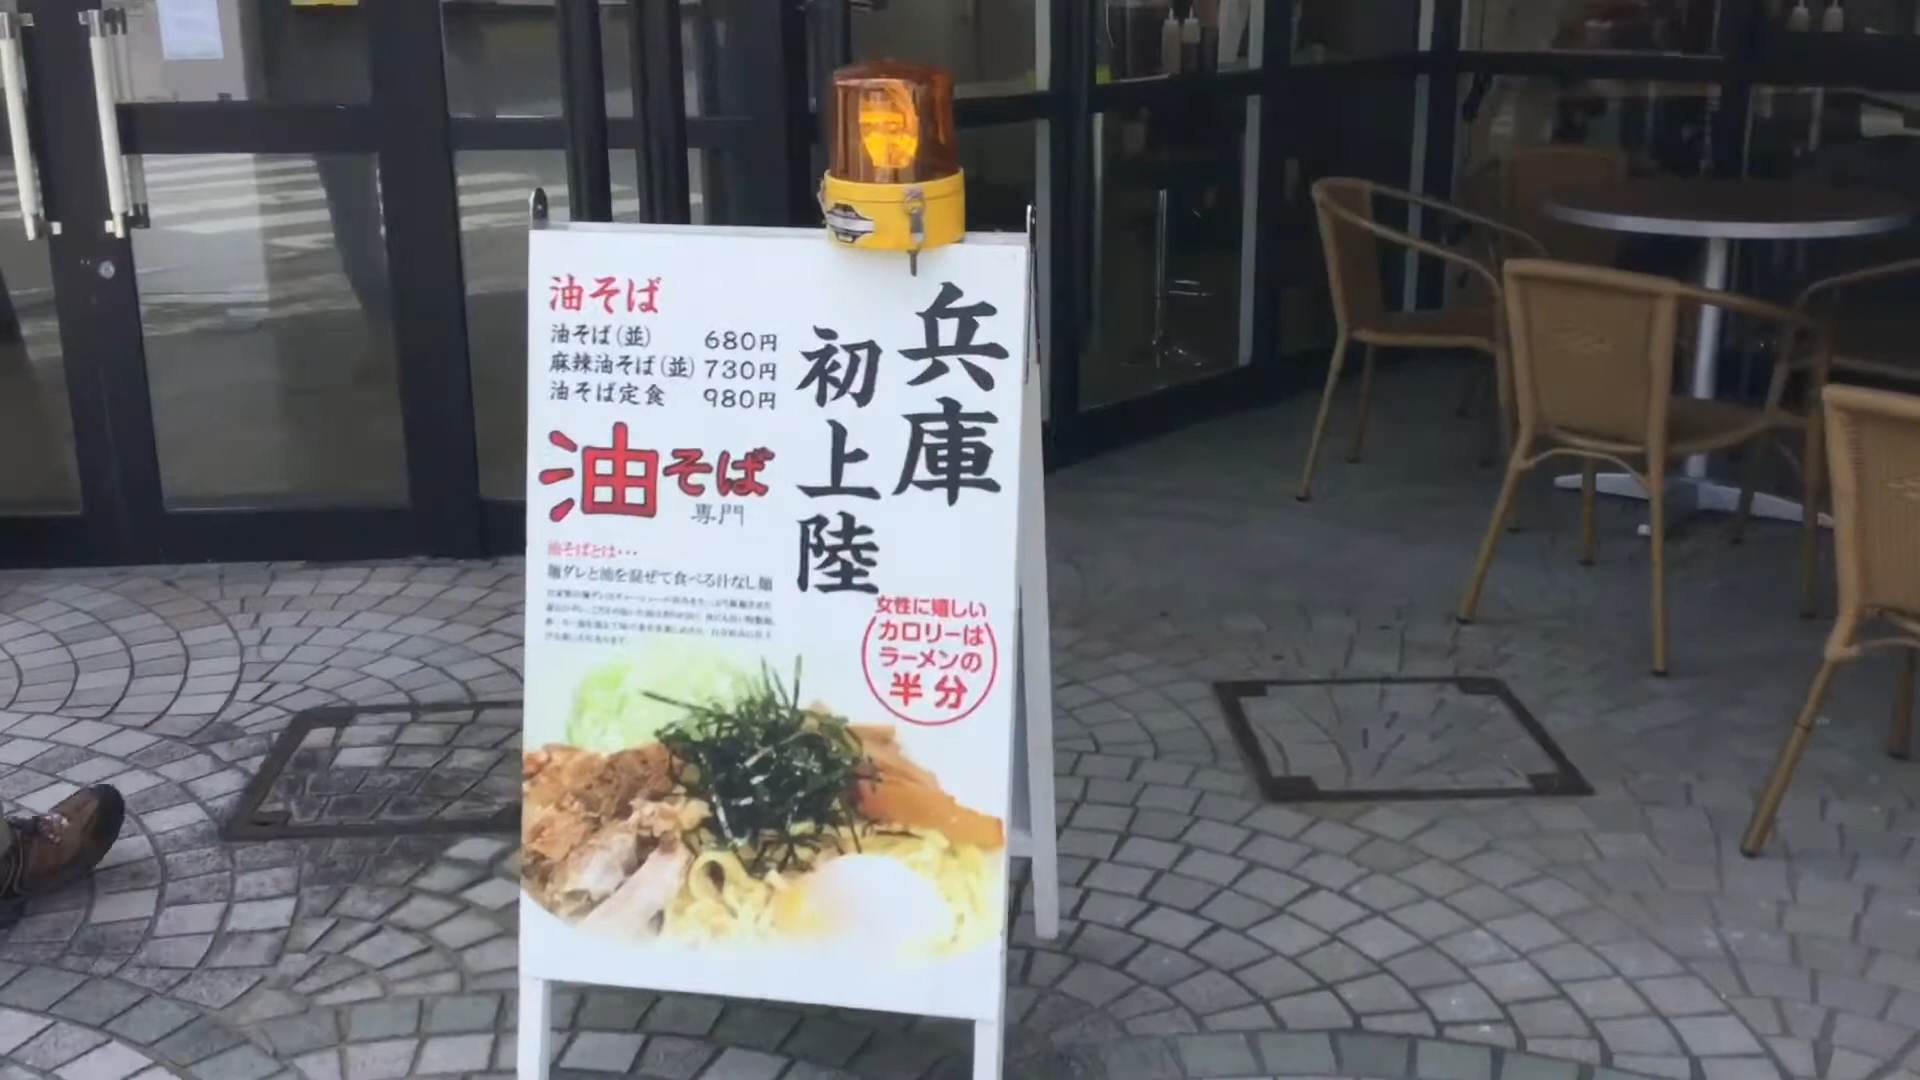 兵庫
初上陸
油そば
油そば(並) 680円
麻辣油そば(並) 730円
油そば定食 980円
油そば
専門
油そばとは…
麺ダレと油を混ぜて食べる汁なし麺
女性に嬉しい
カロリーは
ラーメンの
半分